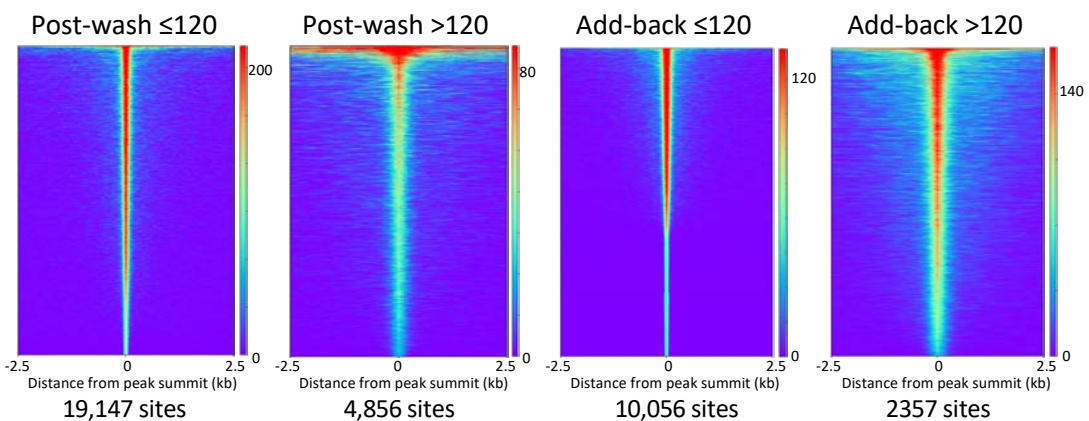 Post-wash ≤120
Post-wash >120
Add-back ≤120
Add-back >120
200
0
80
0
120
0
140
0
-2.5 0 2.5
-2.5 0 2.5
-2.5 0 2.5
-2.5 0 2.5
Distance from peak summit (kb)
Distance from peak summit (kb)
Distance from peak summit (kb)
Distance from peak summit (kb)
19,147 sites
4,856 sites
10,056 sites
2357 sites